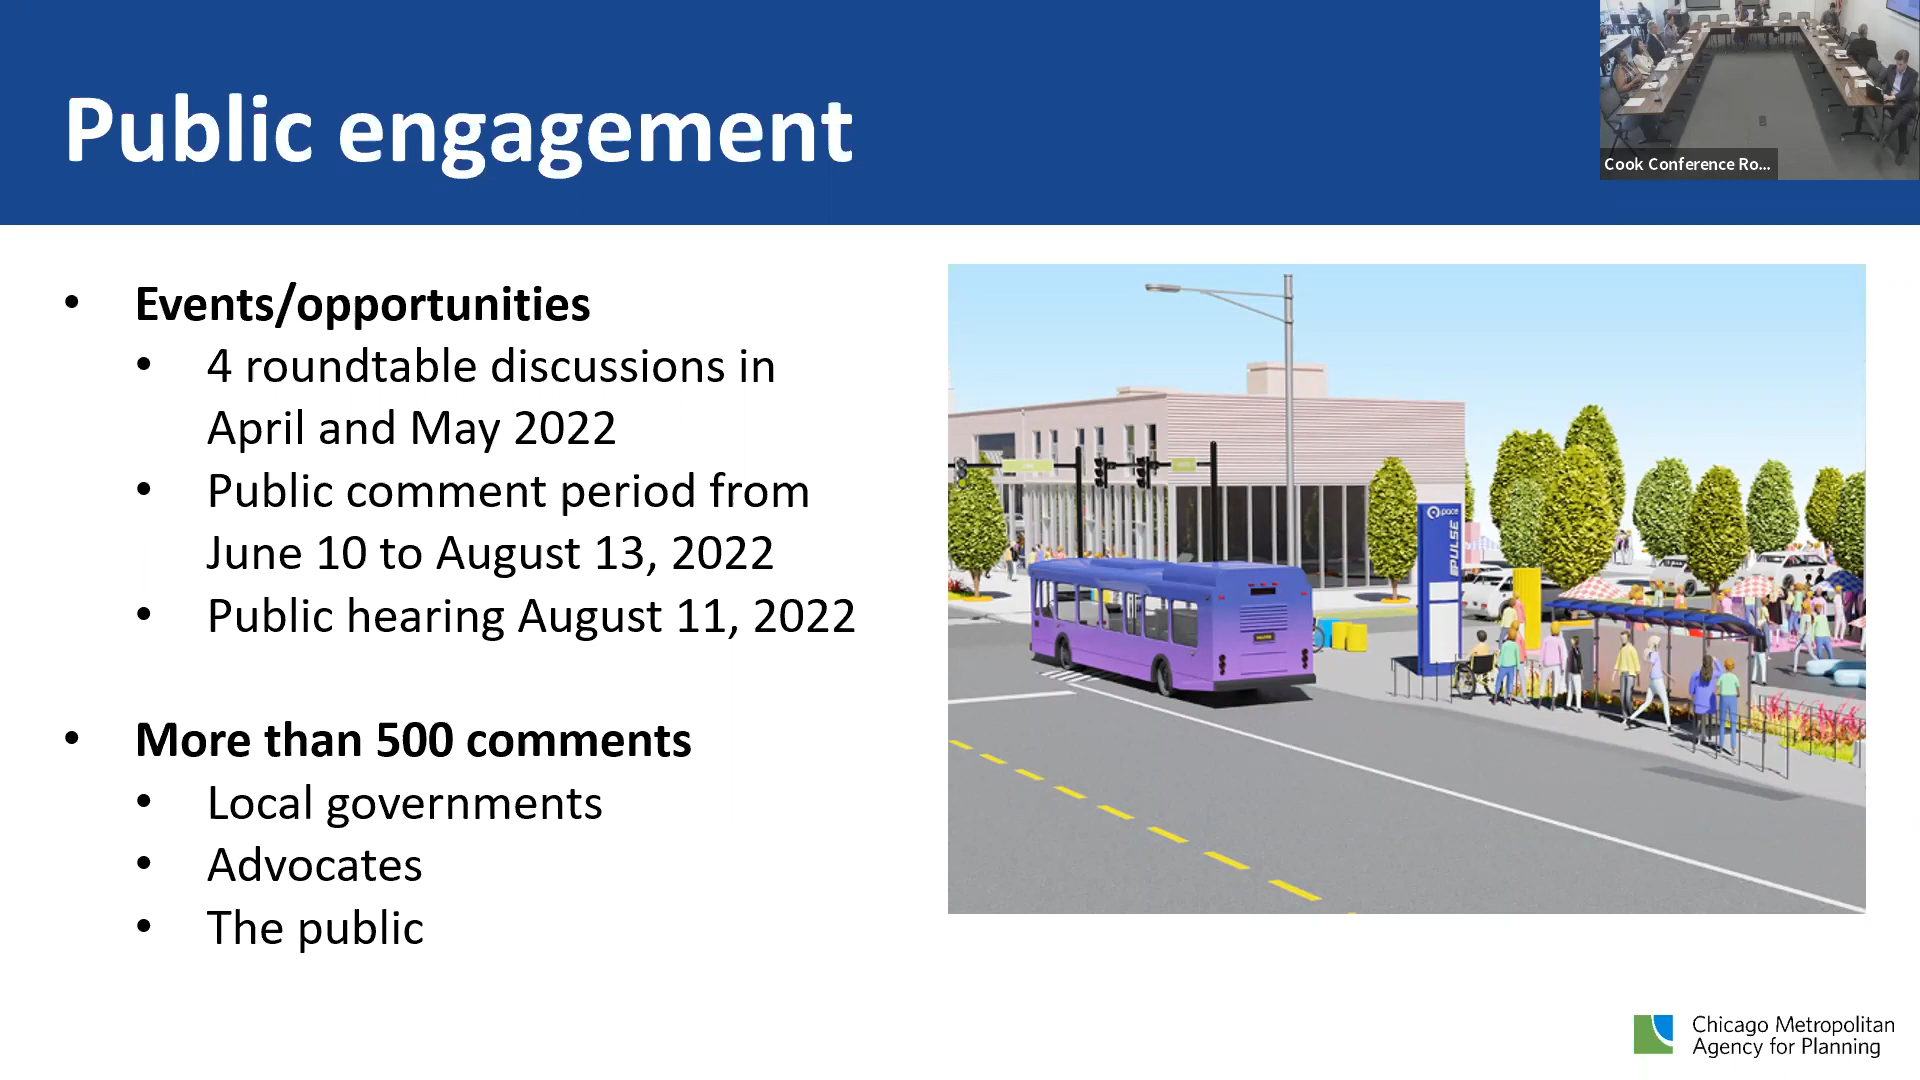 Public engagement
Cook Conference Ro...
• Events/opportunities
• 4 roundtable discussions in
April and May 2022
• Public comment period from
June 10 to August 13, 2022
• Public hearing August 11, 2022
• More than 500 comments
• Local governments
• Advocates
• The public
pace
PULSE
Chicago Metropolitan
Agency for Planning